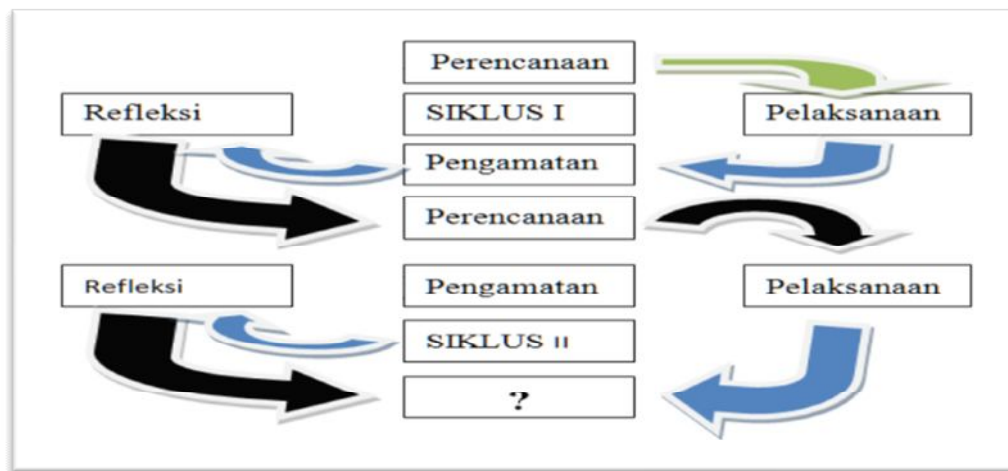 Perencanaan
Refleksi
SIKLUS I
Pelaksanaan
Pengamatan
Perencanaan
Refleksi
Pengamatan
Pelaksanaan
SIKLUS II
?